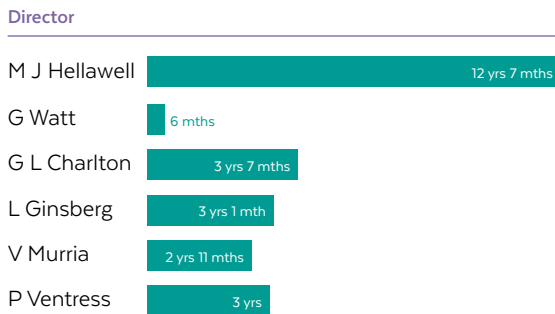 Director
M J Hellawell 12 yrs 7 mths
G Watt 6 mths
G L Charlton 3 yrs 7 mths
L Ginsberg 3 yrs 1 mth
V Murria 2 yrs 11 mths
P Ventress 3 yrs